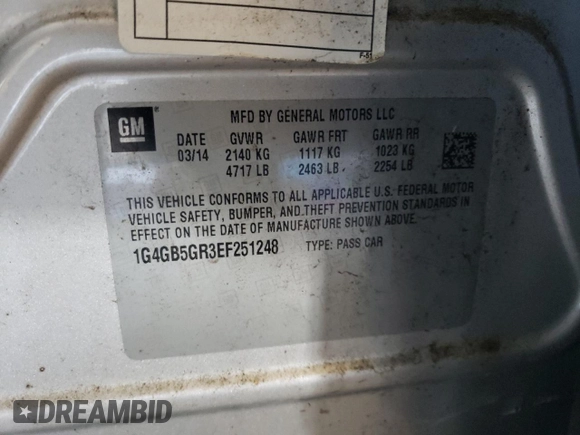 F-55
GM
MFD BY GENERAL MOTORS LLC
DATE GVWR GAWR FRT GAWR RR
03/14 2140 KG 1117 KG 1023 KG
4717 LB 2463 LB 2254 LB
THIS VEHICLE CONFORMS TO ALL APPLICABLE U.S. FEDERAL MOTOR
VEHICLE SAFETY, BUMPER, AND THEFT PREVENTION STANDARDS IN
EFFECT ON THE DATE OF MANUFACTURE SHOWN ABOVE.
1G4GB5GR3EF251248 TYPE: PASS CAR
DREAMBID